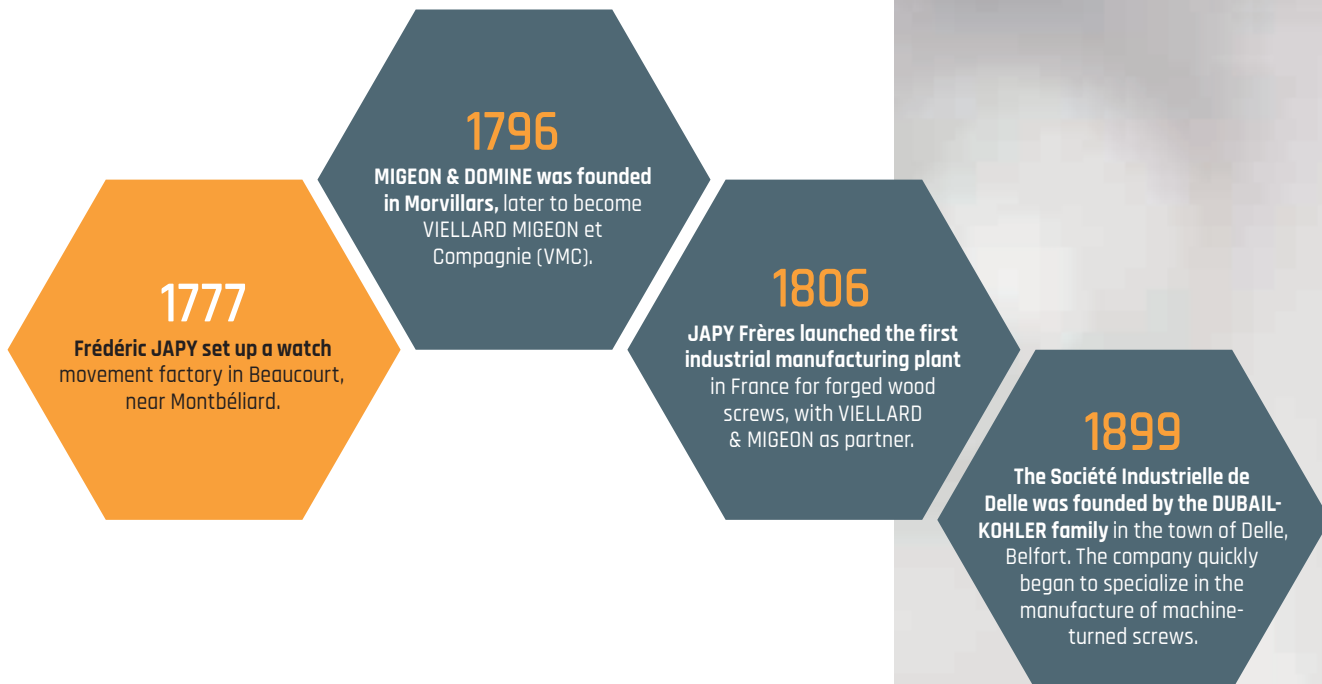 1777
Frédéric JAPY set up a watch
movement factory in Beaucourt,
near Montbéliard.
1796
MIGEON & DOMINE was founded
in Morvillars, later to become
VIELLARD MIGEON et
Compagnie (VMC).
1806
JAPY Frères launched the first
industrial manufacturing plant
in France for forged wood
screws, with VIELLARD
& MIGEON as partner.
1899
The Société Industrielle de
Delle was founded by the DUBAIL-
KOHLER family in the town of Delle,
Belfort. The company quickly
began to specialize in the
manufacture of machine-
turned screws.